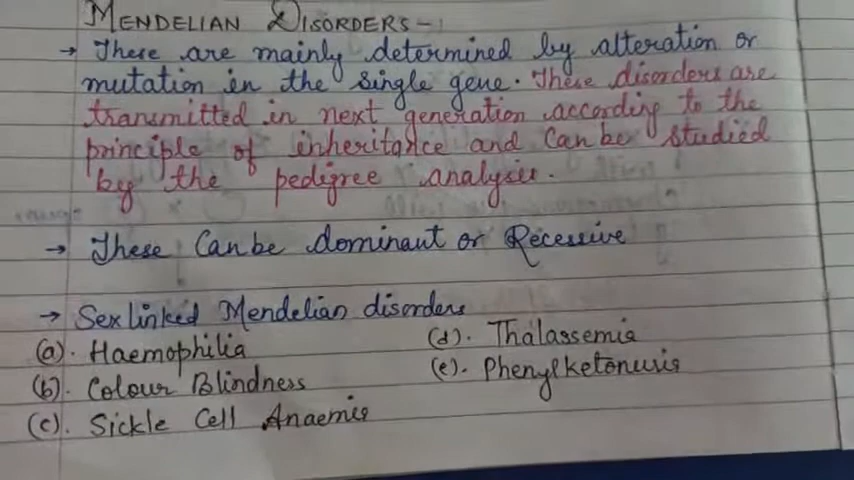 MENDELIAN DISORDERS-
→ These are mainly determined by alteration or
mutation in the single gene. These disorders are
transmitted in next generation according to the
principle of inheritance and Can be studied
by the pedigree analysis.
→ These Can be dominant or Recessive
→ Sex linked Mendelian disorders
(a). Haemophilia
(b). Colour Blindness
(c). Sickle Cell Anaemia
(d). Thalassemia
(e). Phenylketonuria